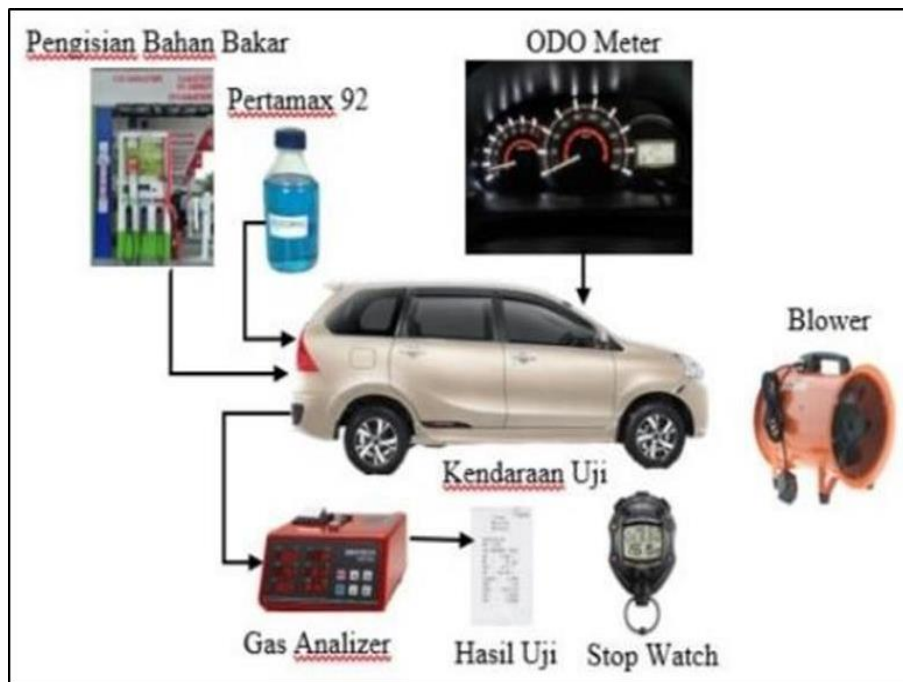 Pengisian Bahan Bakar
ODO Meter
Pertamax 92
Blower
Kendaraan Uji
Gas Analizer
Hasil Uji
Stop Watch